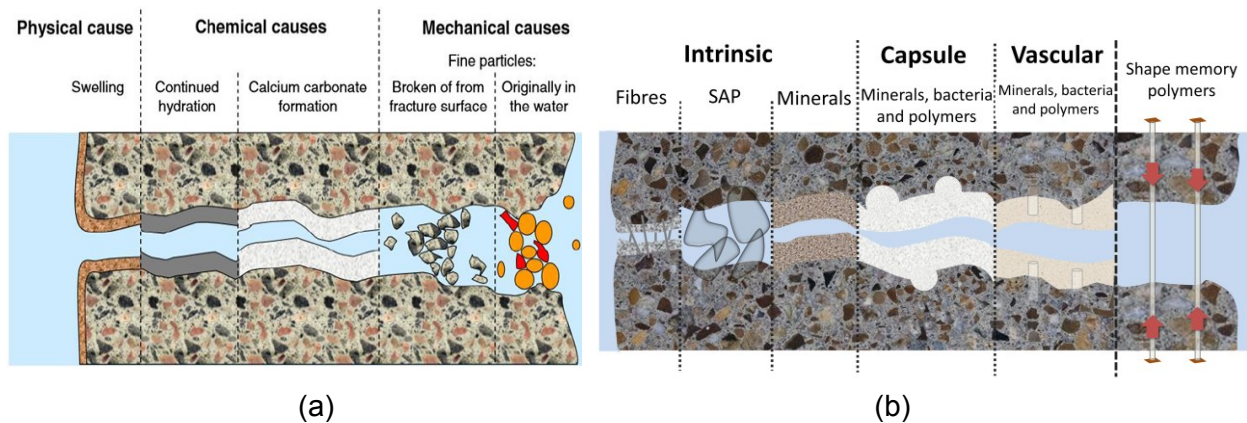 Physical cause
Chemical causes
Mechanical causes
Fine particles:
Swelling
Continued
hydration
Calcium carbonate
formation
Broken of from
fracture surface
Originally in
the water
(a)
Intrinsic
Capsule
Vascular
Shape memory
polymers
Fibres
SAP
Minerals
Minerals, bacteria
and polymers
Minerals, bacteria
and polymers
(b)